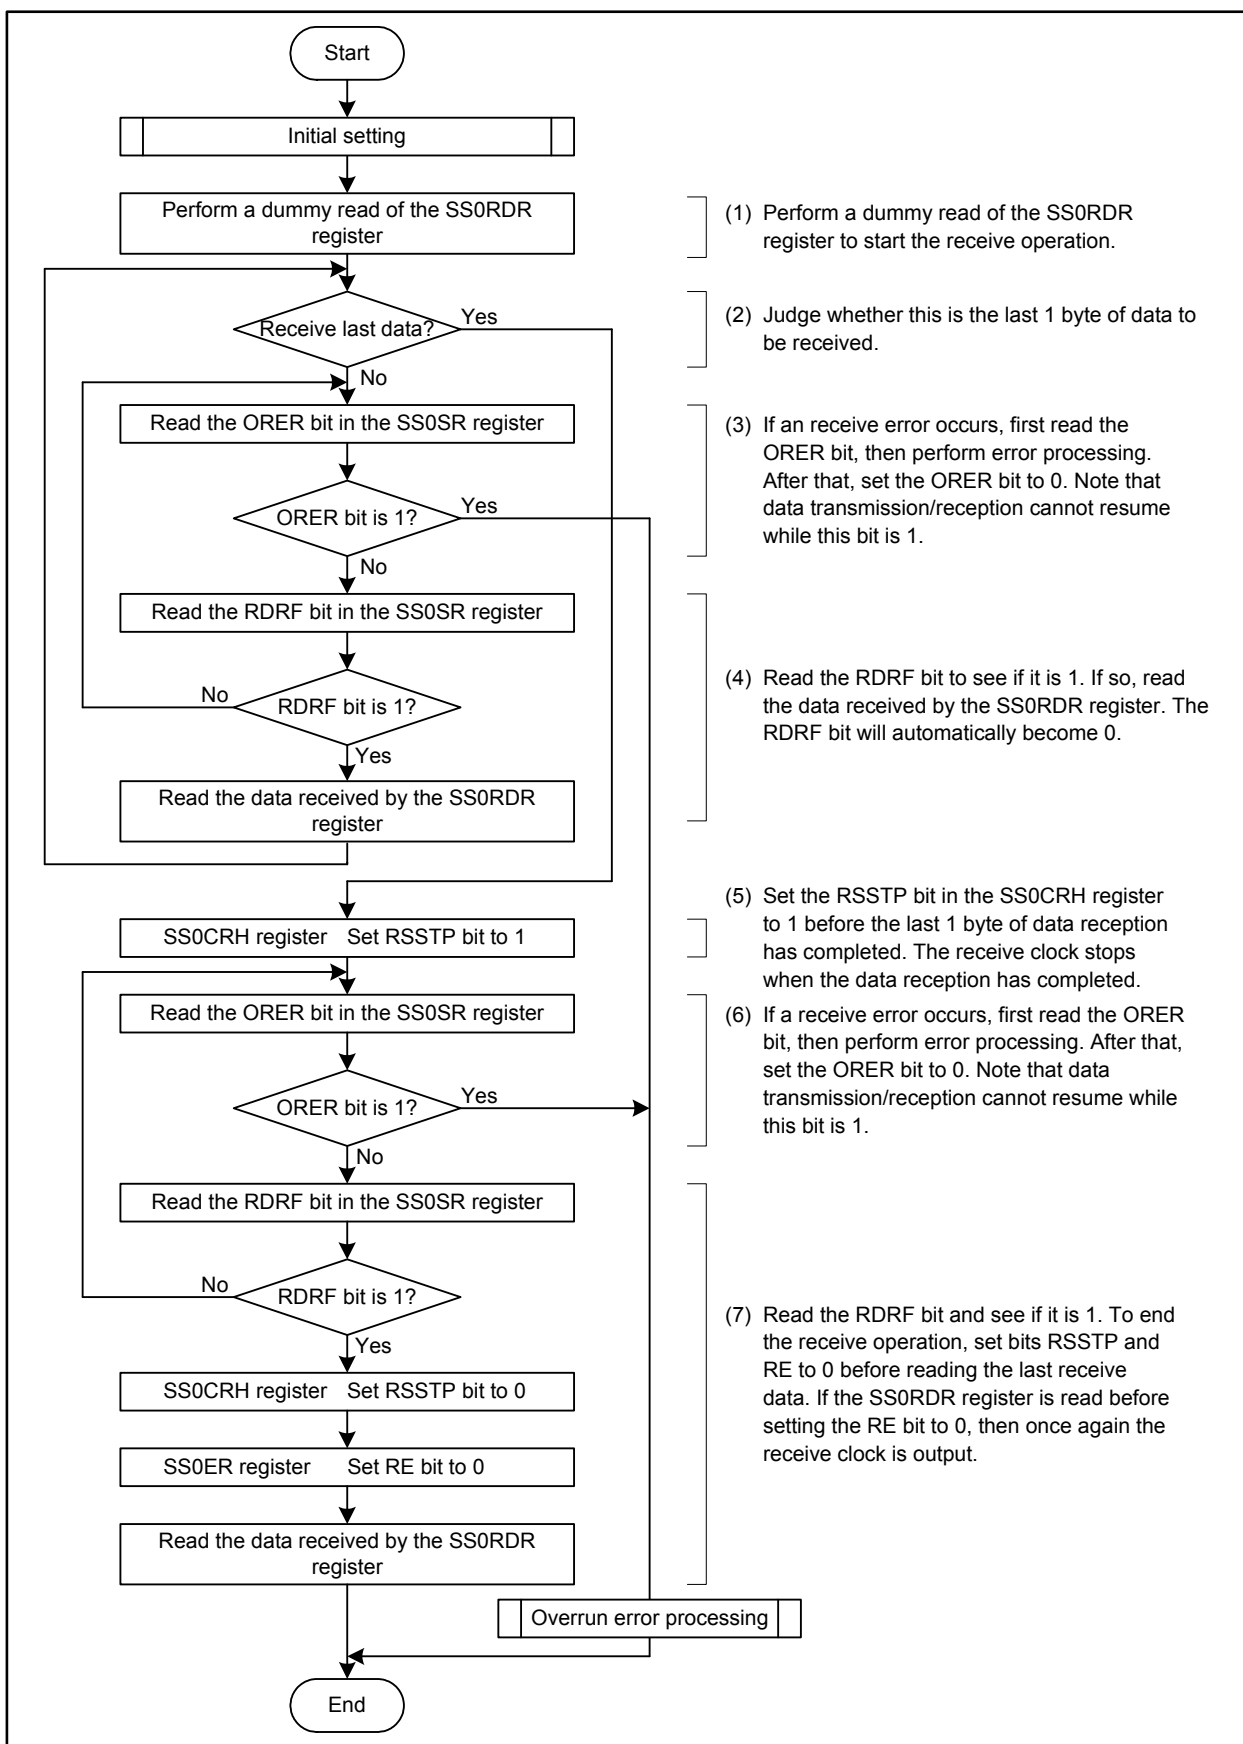 Start
Initial setting
Perform a dummy read of the SS0RDR
register
(1) Perform a dummy read of the SS0RDR
register to start the receive operation.
Receive last data?
Yes
No
(2) Judge whether this is the last 1 byte of data to
be received.
Read the ORER bit in the SS0SR register
ORER bit is 1?
Yes
No
(3) If an receive error occurs, first read the
ORER bit, then perform error processing.
After that, set the ORER bit to 0. Note that
data transmission/reception cannot resume
while this bit is 1.
Read the RDRF bit in the SS0SR register
No
RDRF bit is 1?
Yes
Read the data received by the SS0RDR
register
(4) Read the RDRF bit to see if it is 1. If so, read
the data received by the SS0RDR register. The
RDRF bit will automatically become 0.
SS0CRH register Set RSSTP bit to 1
(5) Set the RSSTP bit in the SS0CRH register
to 1 before the last 1 byte of data reception
has completed. The receive clock stops
when the data reception has completed.
Read the ORER bit in the SS0SR register
ORER bit is 1?
Yes
No
(6) If a receive error occurs, first read the ORER
bit, then perform error processing. After that,
set the ORER bit to 0. Note that data
transmission/reception cannot resume while
this bit is 1.
Read the RDRF bit in the SS0SR register
No
RDRF bit is 1?
Yes
SS0CRH register Set RSSTP bit to 0
SS0ER register Set RE bit to 0
Read the data received by the SS0RDR
register
(7) Read the RDRF bit and see if it is 1. To end
the receive operation, set bits RSSTP and
RE to 0 before reading the last receive
data. If the SS0RDR register is read before
setting the RE bit to 0, then once again the
receive clock is output.
Overrun error processing
End